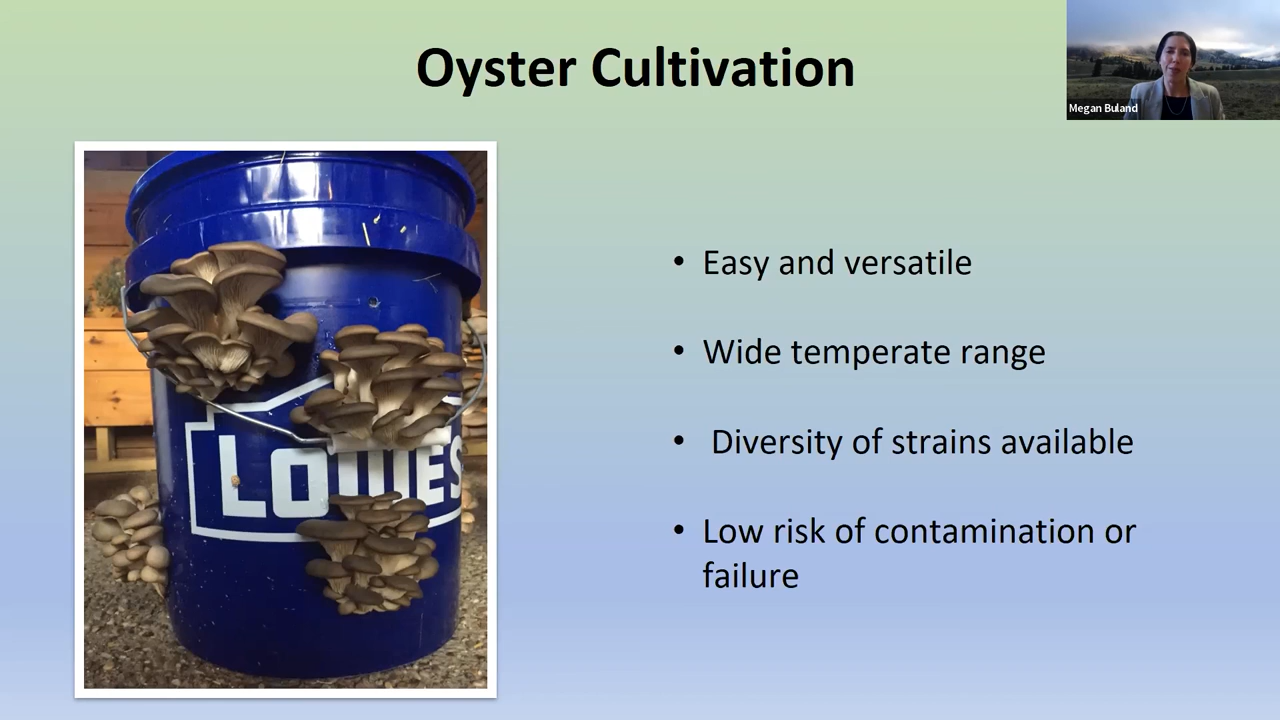 Oyster Cultivation
Megan Buland
LOWES
• Easy and versatile
• Wide temperate range
• Diversity of strains available
• Low risk of contamination or
failure